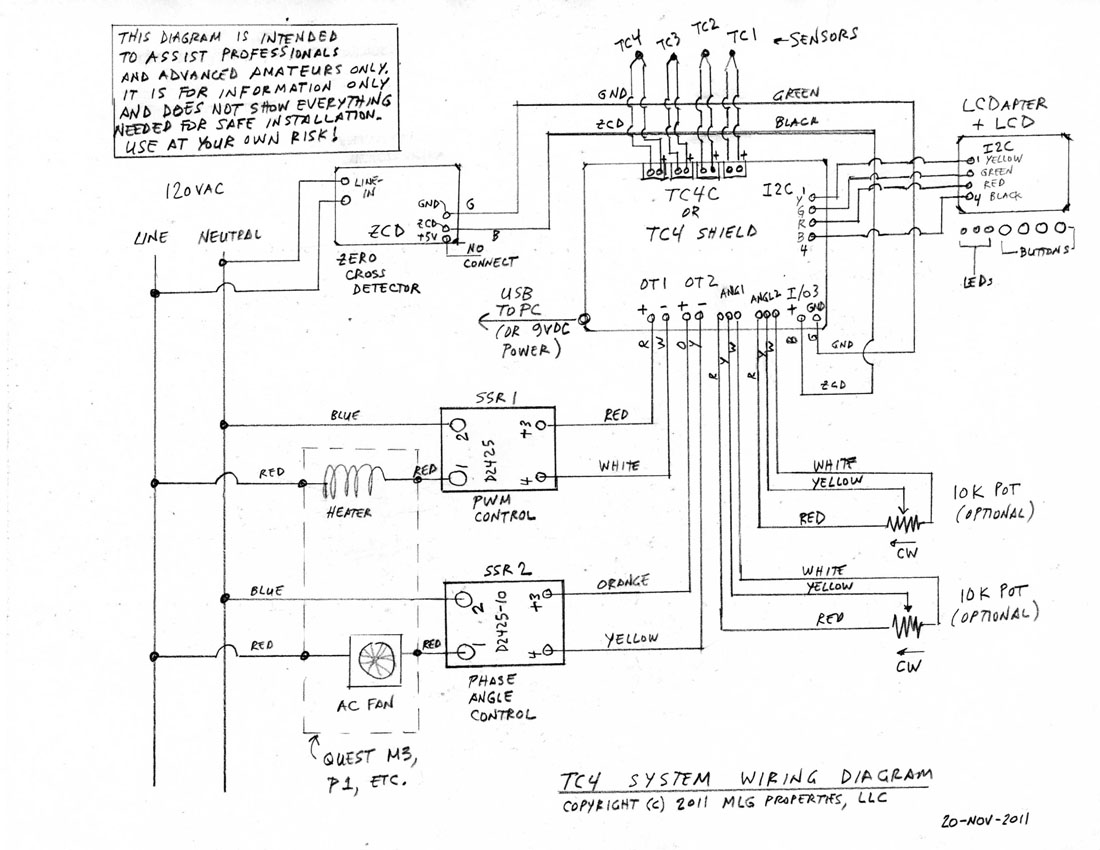 THIS DIAGRAM IS INTENDED
TO ASSIST PROFESSIONALS
AND ADVANCED AMATEURS ONLY.
IT IS FOR INFORMATION ONLY
AND DOES NOT SHOW EVERYTHING
NEEDED FOR SAFE INSTALLATION.
USE AT YOUR OWN RISK!
TC4 TC3 TC2 TC1 SENSORS
GND GREEN
ZCD BLACK
LCDAPTER
+ LCD
I2C
1 YELLOW
GREEN
RED
4 BLACK
LEDS BUTTONS
120VAC
LINE NEUTRAL
LINE-
IN
GND G
ZCD B
+5V
ZCD
NO
CONNECT
ZERO
CROSS
DETECTOR
+ + + +
TC4C
OR
TC4 SHIELD
I2C
Y 1
G
R
B
4
USB
TO PC
(OR 9VDC
POWER)
OT1 OT2 ANG1 ANGL2 I/O3
+ - + - + GND
R W O Y R Y W R Y W B G
GND
ZCD
SSR 1
BLUE 2 +3 RED
D2425
RED RED 1 4 WHITE
HEATER
PWM
CONTROL
WHITE
YELLOW
RED
10K POT
(OPTIONAL)
CW
SSR 2
BLUE 2 +3 ORANGE
D2425-10
RED RED 1 4 YELLOW
AC FAN
PHASE
ANGLE
CONTROL
WHITE
YELLOW
RED
10K POT
(OPTIONAL)
CW
QUEST M3,
P1, ETC.
TC4 SYSTEM WIRING DIAGRAM
COPYRIGHT (C) 2011 MLG PROPERTIES, LLC
20-NOV-2011